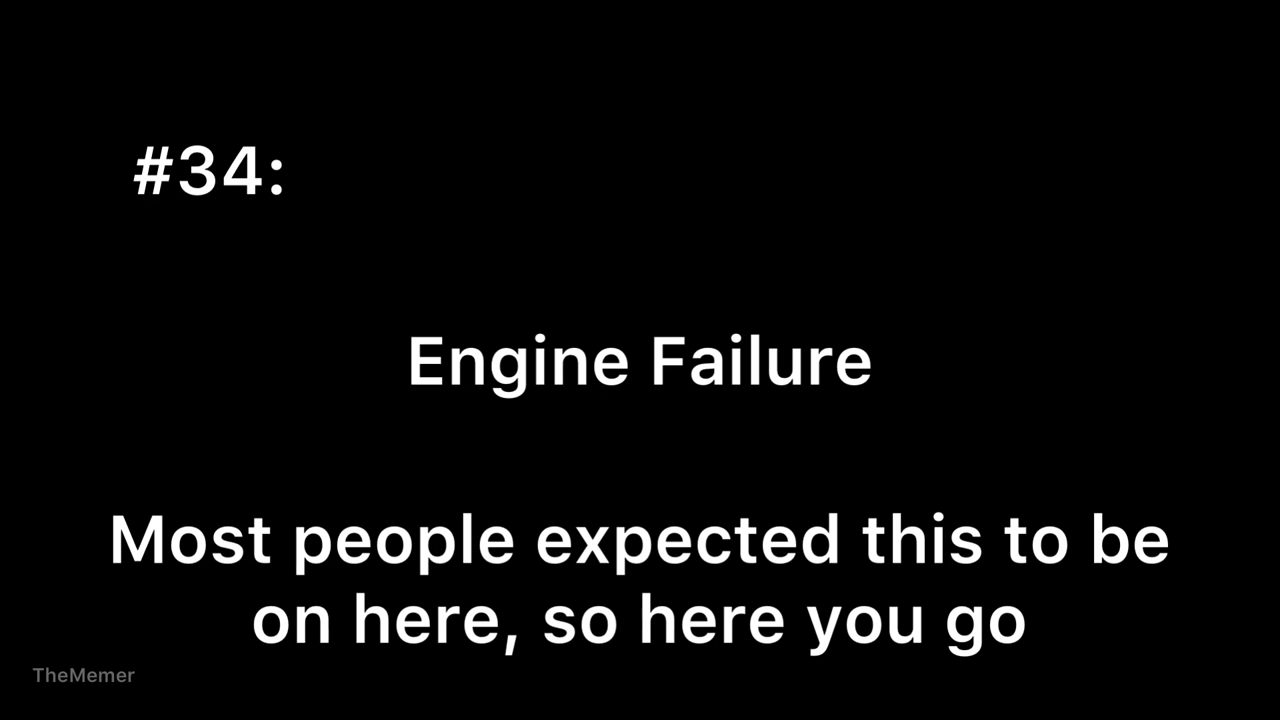 #34:
Engine Failure
Most people expected this to be
on here, so here you go
TheMemer